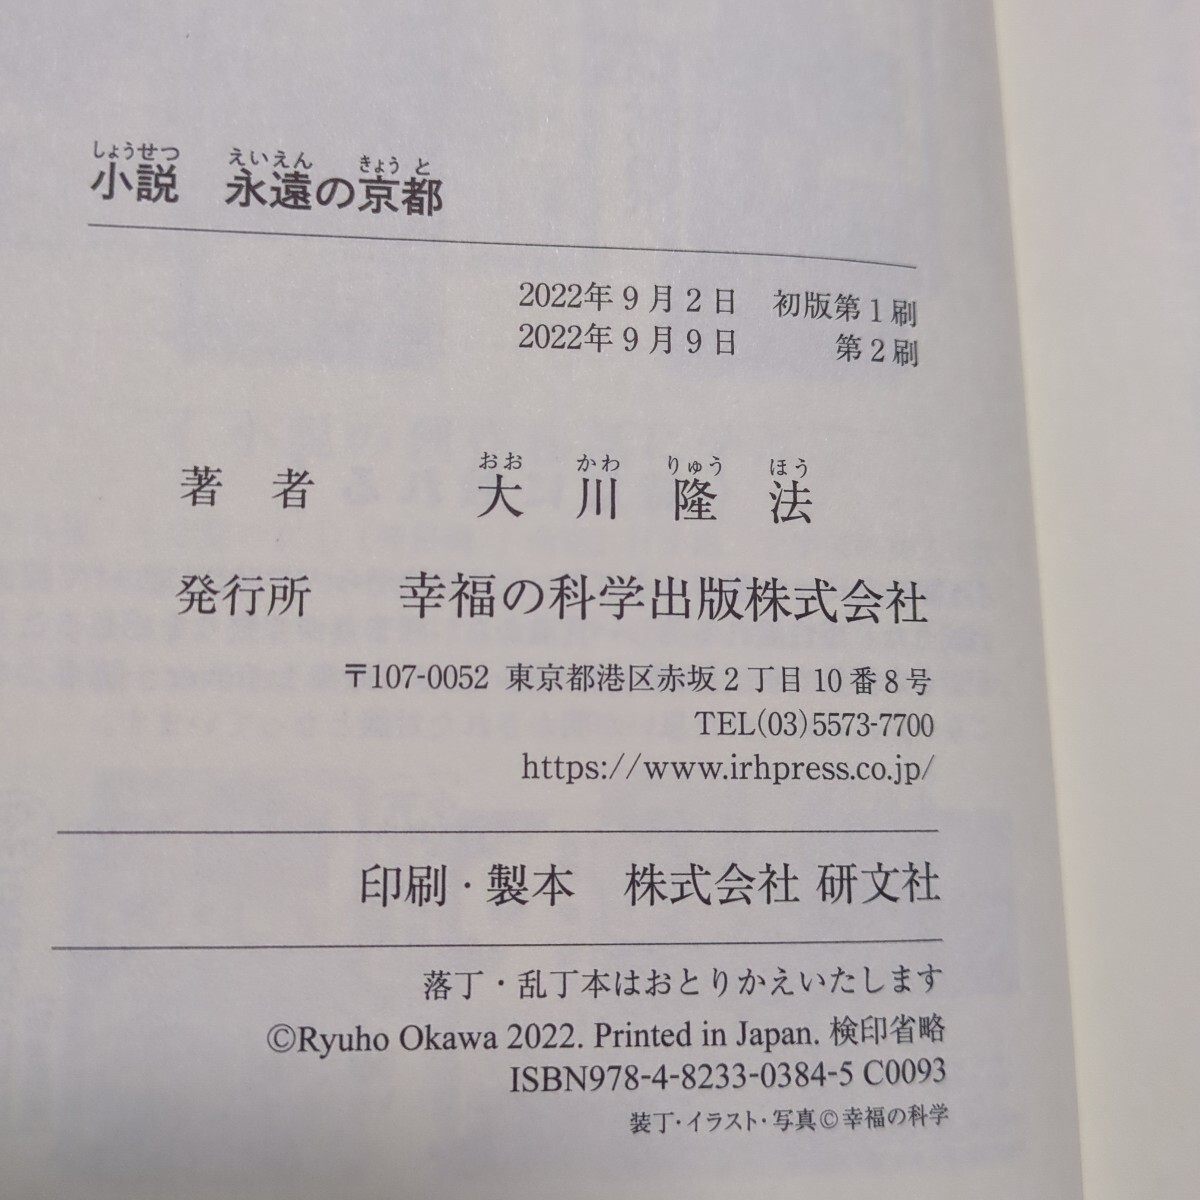 しょうせつ えいえん きょうと
小説 永遠の京都
2022年9月2日 初版第1刷
2022年9月9日 第2刷
おお かわ りゅう ほう
著者 大川隆法
発行所 幸福の科学出版株式会社
〒107-0052 東京都港区赤坂2丁目10番8号
TEL(03)5573-7700
https://www.irhpress.co.jp/
印刷・製本 株式会社 研文社
落丁・乱丁本はおとりかえいたします
©Ryuho Okawa 2022. Printed in Japan. 検印省略
ISBN978-4-8233-0384-5 C0093
装丁・イラスト・写真©幸福の科学